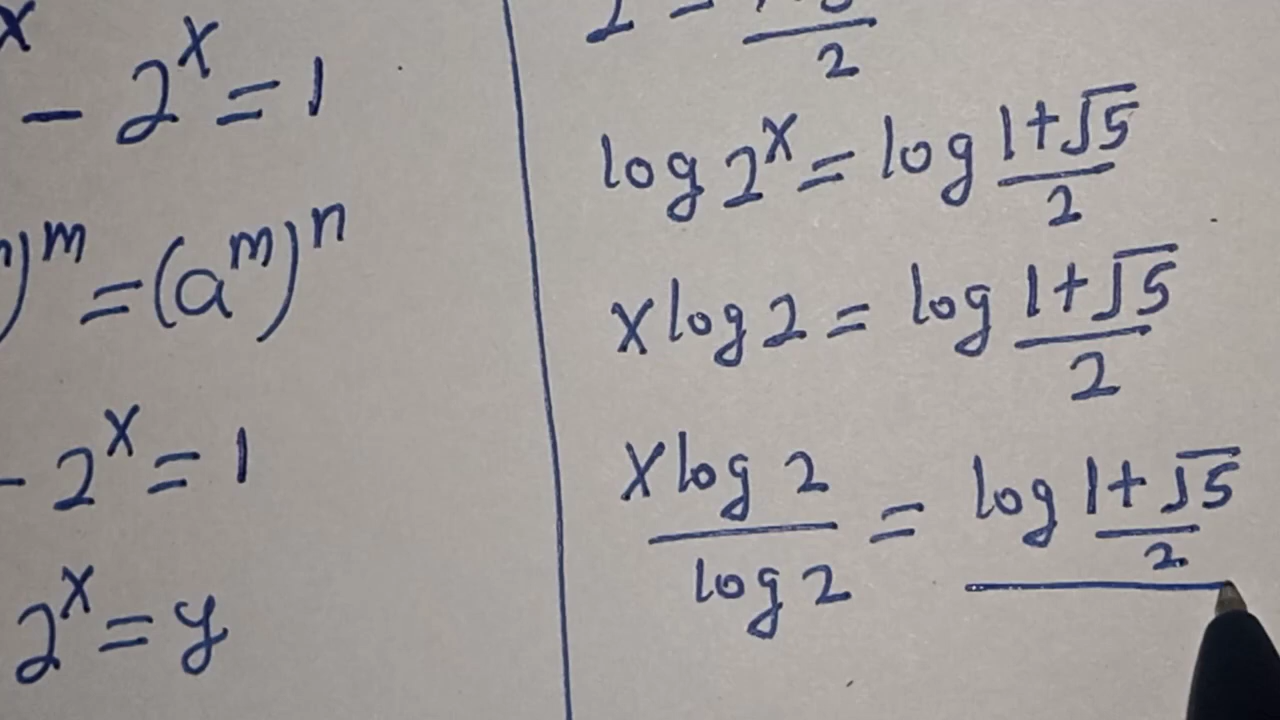 x
- 2^x = 1
)^m = (a^m)^n
- 2^x = 1
2^x = y
2
log 2^x = log (1+√5)/2
x log 2 = log (1+√5)/2
(x log 2)/(log 2) = log (1+√5)/2